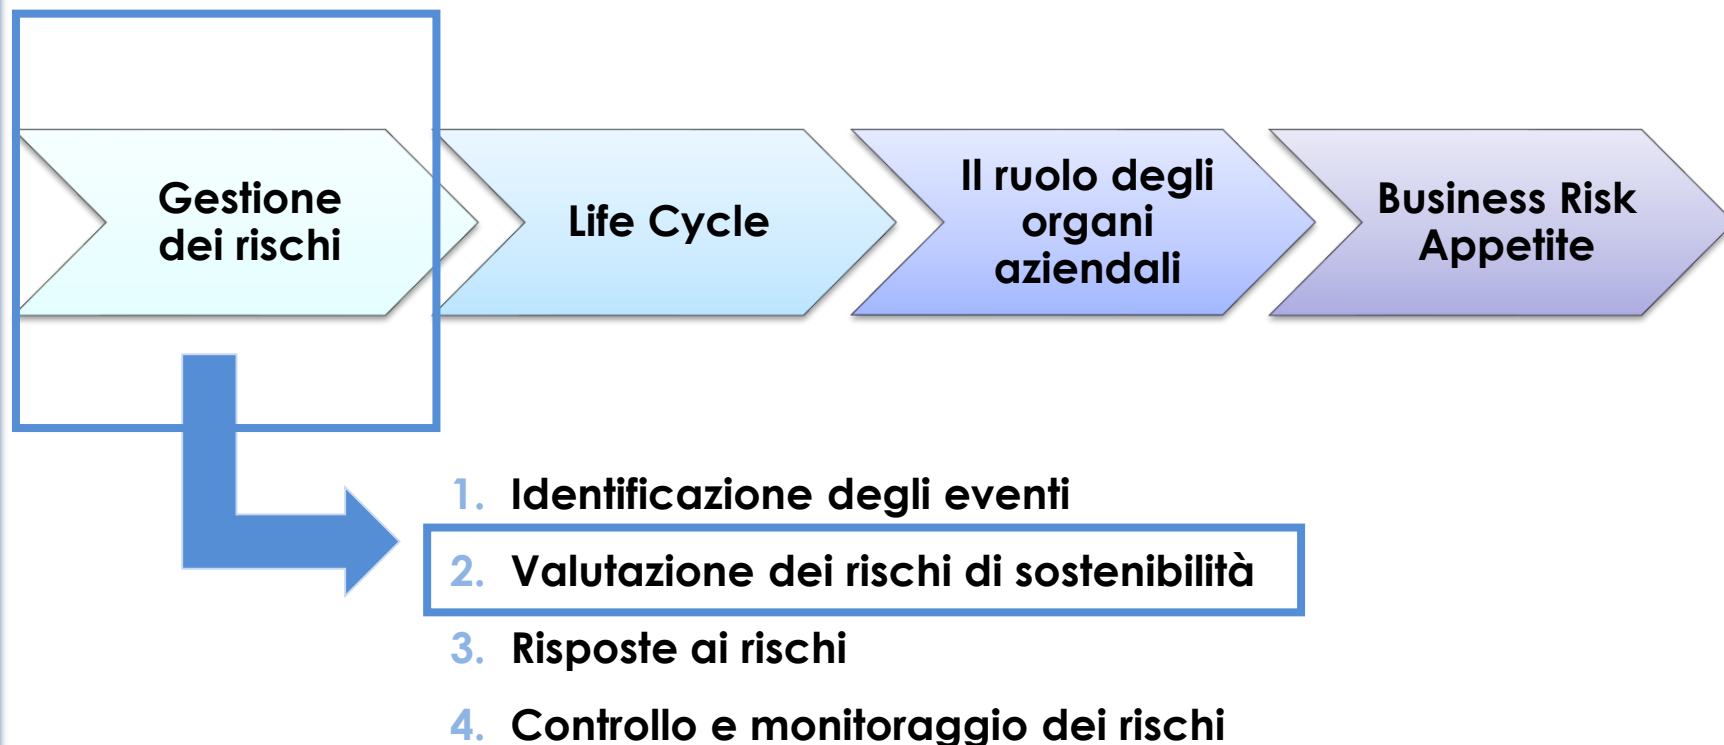 Gestione
dei rischi
Life Cycle
Il ruolo degli
organi
aziendali
Business Risk
Appetite
1. Identificazione degli eventi
2. Valutazione dei rischi di sostenibilità
3. Risposte ai rischi
4. Controllo e monitoraggio dei rischi